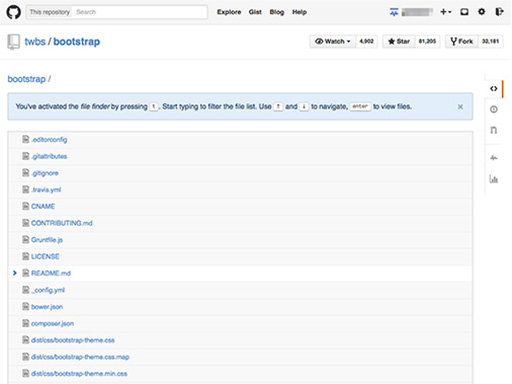 This repository Search Explore Gist Blog Help
twbs / bootstrap Watch 4,902 Star 81,205 Fork 32,181
bootstrap /
You've activated the file finder by pressing t . Start typing to filter the file list. Use ↑ and ↓ to navigate, enter to view files. ×
.editorconfig
.gitattributes
.gitignore
.travis.yml
CNAME
CONTRIBUTING.md
Gruntfile.js
LICENSE
README.md
_config.yml
bower.json
composer.json
dist/css/bootstrap-theme.css
dist/css/bootstrap-theme.css.map
dist/css/bootstrap-theme.min.css